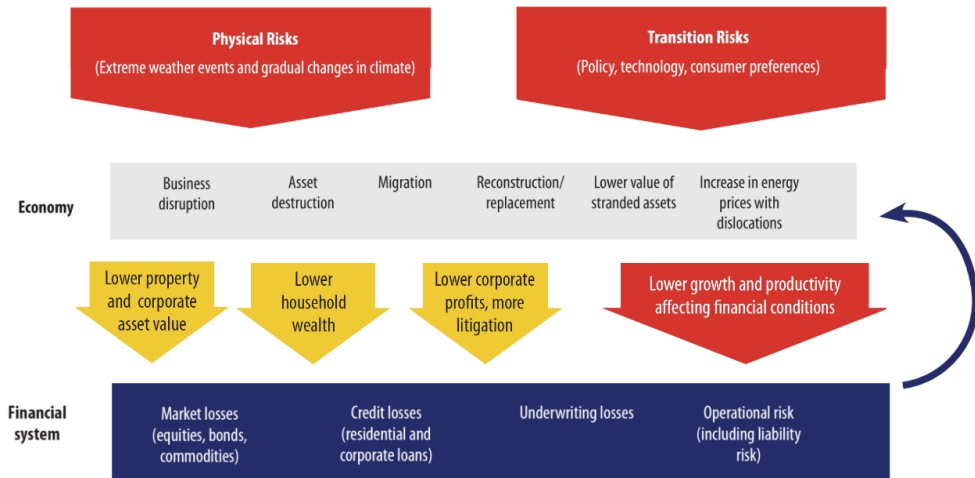 Physical Risks
(Extreme weather events and gradual changes in climate)
Transition Risks
(Policy, technology, consumer preferences)
Economy
Business
disruption
Asset
destruction
Migration
Reconstruction/
replacement
Lower value of
stranded assets
Increase in energy
prices with
dislocations
Lower property
and corporate
asset value
Lower
household
wealth
Lower corporate
profits, more
litigation
Lower growth and productivity
affecting financial conditions
Financial
system
Market losses
(equities, bonds,
commodities)
Credit losses
(residential and
corporate loans)
Underwriting losses
Operational risk
(including liability
risk)